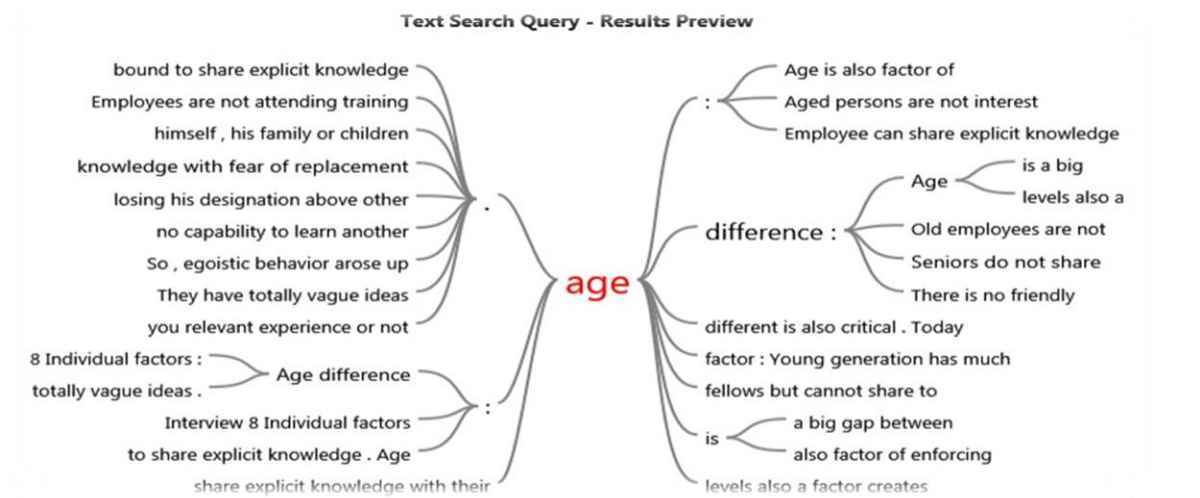 Text Search Query - Results Preview
bound to share explicit knowledge
Employees are not attending training
himself , his family or children
knowledge with fear of replacement
losing his designation above other
no capability to learn another
So , egoistic behavior arose up
They have totally vague ideas
you relevant experience or not
.
8 Individual factors :
totally vague ideas .
Age difference
Interview 8 Individual factors
to share explicit knowledge . Age
:
share explicit knowledge with their
age
:
Age is also factor of
Aged persons are not interest
Employee can share explicit knowledge
difference :
Age
is a big
levels also a
Old employees are not
Seniors do not share
There is no friendly
different is also critical . Today
factor : Young generation has much
fellows but cannot share to
is
a big gap between
also factor of enforcing
levels also a factor creates